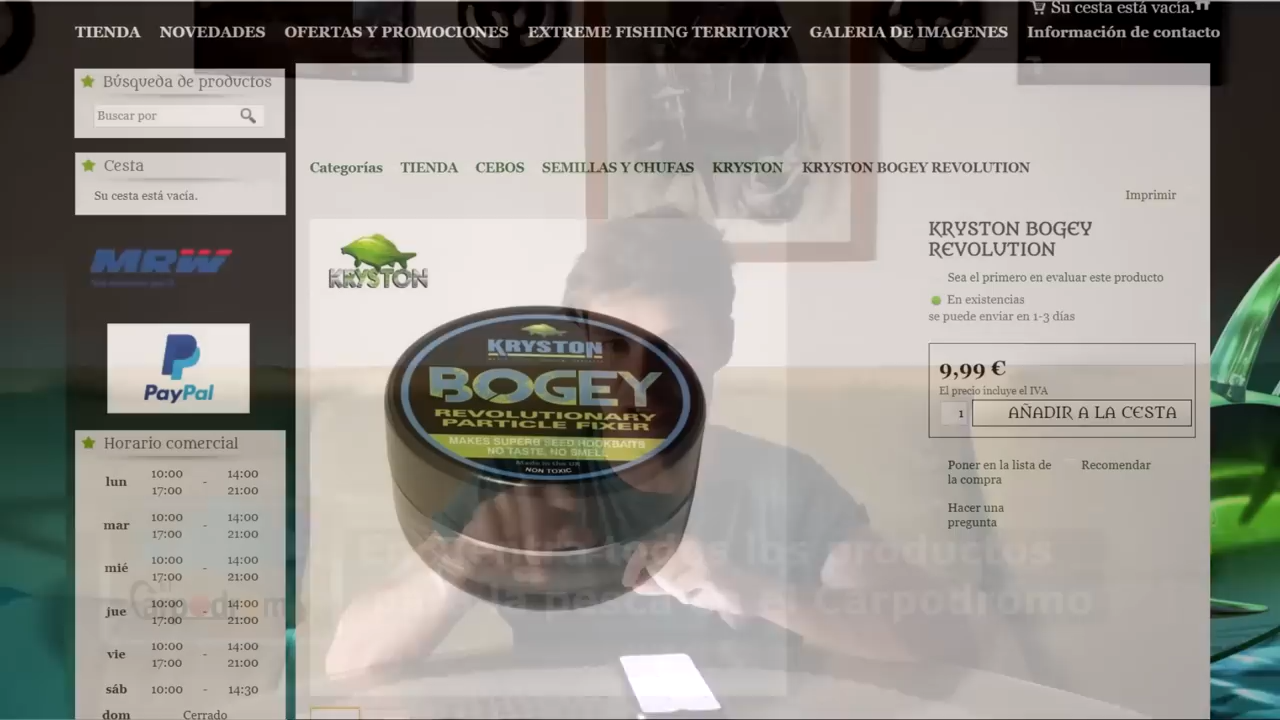 Su cesta está vacía.
TIENDA NOVEDADES OFERTAS Y PROMOCIONES EXTREME FISHING TERRITORY GALERIA DE IMAGENES Información de contacto
Búsqueda de productos
Buscar por
Cesta
Su cesta está vacía.
MRW
PayPal
Horario comercial
lun 10:00 - 14:00
17:00 21:00
mar 10:00 - 14:00
17:00 21:00
mié 10:00 - 14:00
17:00 21:00
jue 10:00 - 14:00
17:00 21:00
vie 10:00 - 14:00
17:00 21:00
sáb 10:00 - 14:30
dom Cerrado
Categorías TIENDA CEBOS SEMILLAS Y CHUFAS KRYSTON KRYSTON BOGEY REVOLUTION
Imprimir
KRYSTON
KRYSTON
BOGEY
REVOLUTIONARY
PARTICLE FIXER
MAKES SUPERB SEED HOOKBAITS
NO TASTE, NO SMELL
Made in the UK
NON TOXIC
KRYSTON BOGEY
REVOLUTION
Sea el primero en evaluar este producto
En existencias
se puede enviar en 1-3 días
9,99 €
El precio incluye el IVA
1 AÑADIR A LA CESTA
Poner en la lista de
la compra
Recomendar
Hacer una
pregunta
todos los productos
la pesca en el Carpodromo